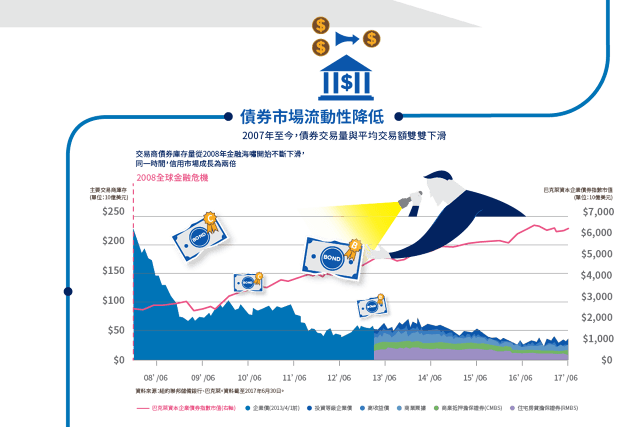 債券市場流動性降低
2007年至今，債券交易量與平均交易額雙雙下滑
交易商債券庫存量從2008年金融海嘯開始不斷下滑，
同一時間，信用市場成長為兩倍
2008全球金融危機
主要交易商庫存
(單位：10億美元)
巴克萊資本企業債券指數市值
(單位：10億美元)
$250
$200
$150
$100
$50
$0
$7,000
$6,000
$5,000
$4,000
$3,000
$2,000
$1,000
$0
BOND
BOND
BOND
BOND
08' /06
09' /06
10' /06
11' /06
12' /06
13' /06
14' /06
15' /06
16' /06
17' /06
資料來源：紐約聯邦儲備銀行、巴克萊，資料截至2017年6月30日。
巴克萊資本企業債券指數市值(右軸)
企業債(2013/4/1前)
投資等級企業債
高收益債
商業票據
商業抵押擔保證券(CMBS)
住宅房貸擔保證券(RMBS)